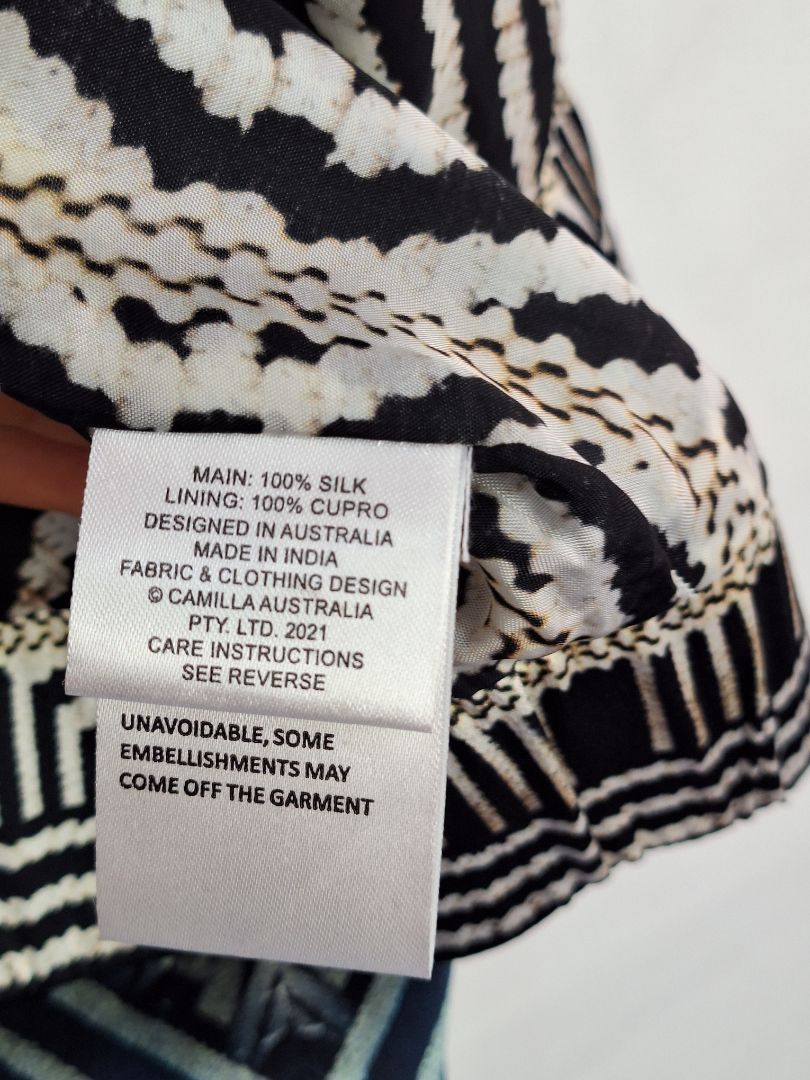 MAIN: 100% SILK
LINING: 100% CUPRO
DESIGNED IN AUSTRALIA
MADE IN INDIA
FABRIC & CLOTHING DESIGN
© CAMILLA AUSTRALIA
PTY. LTD. 2021
CARE INSTRUCTIONS
SEE REVERSE
UNAVOIDABLE, SOME
EMBELLISHMENTS MAY
COME OFF THE GARMENT